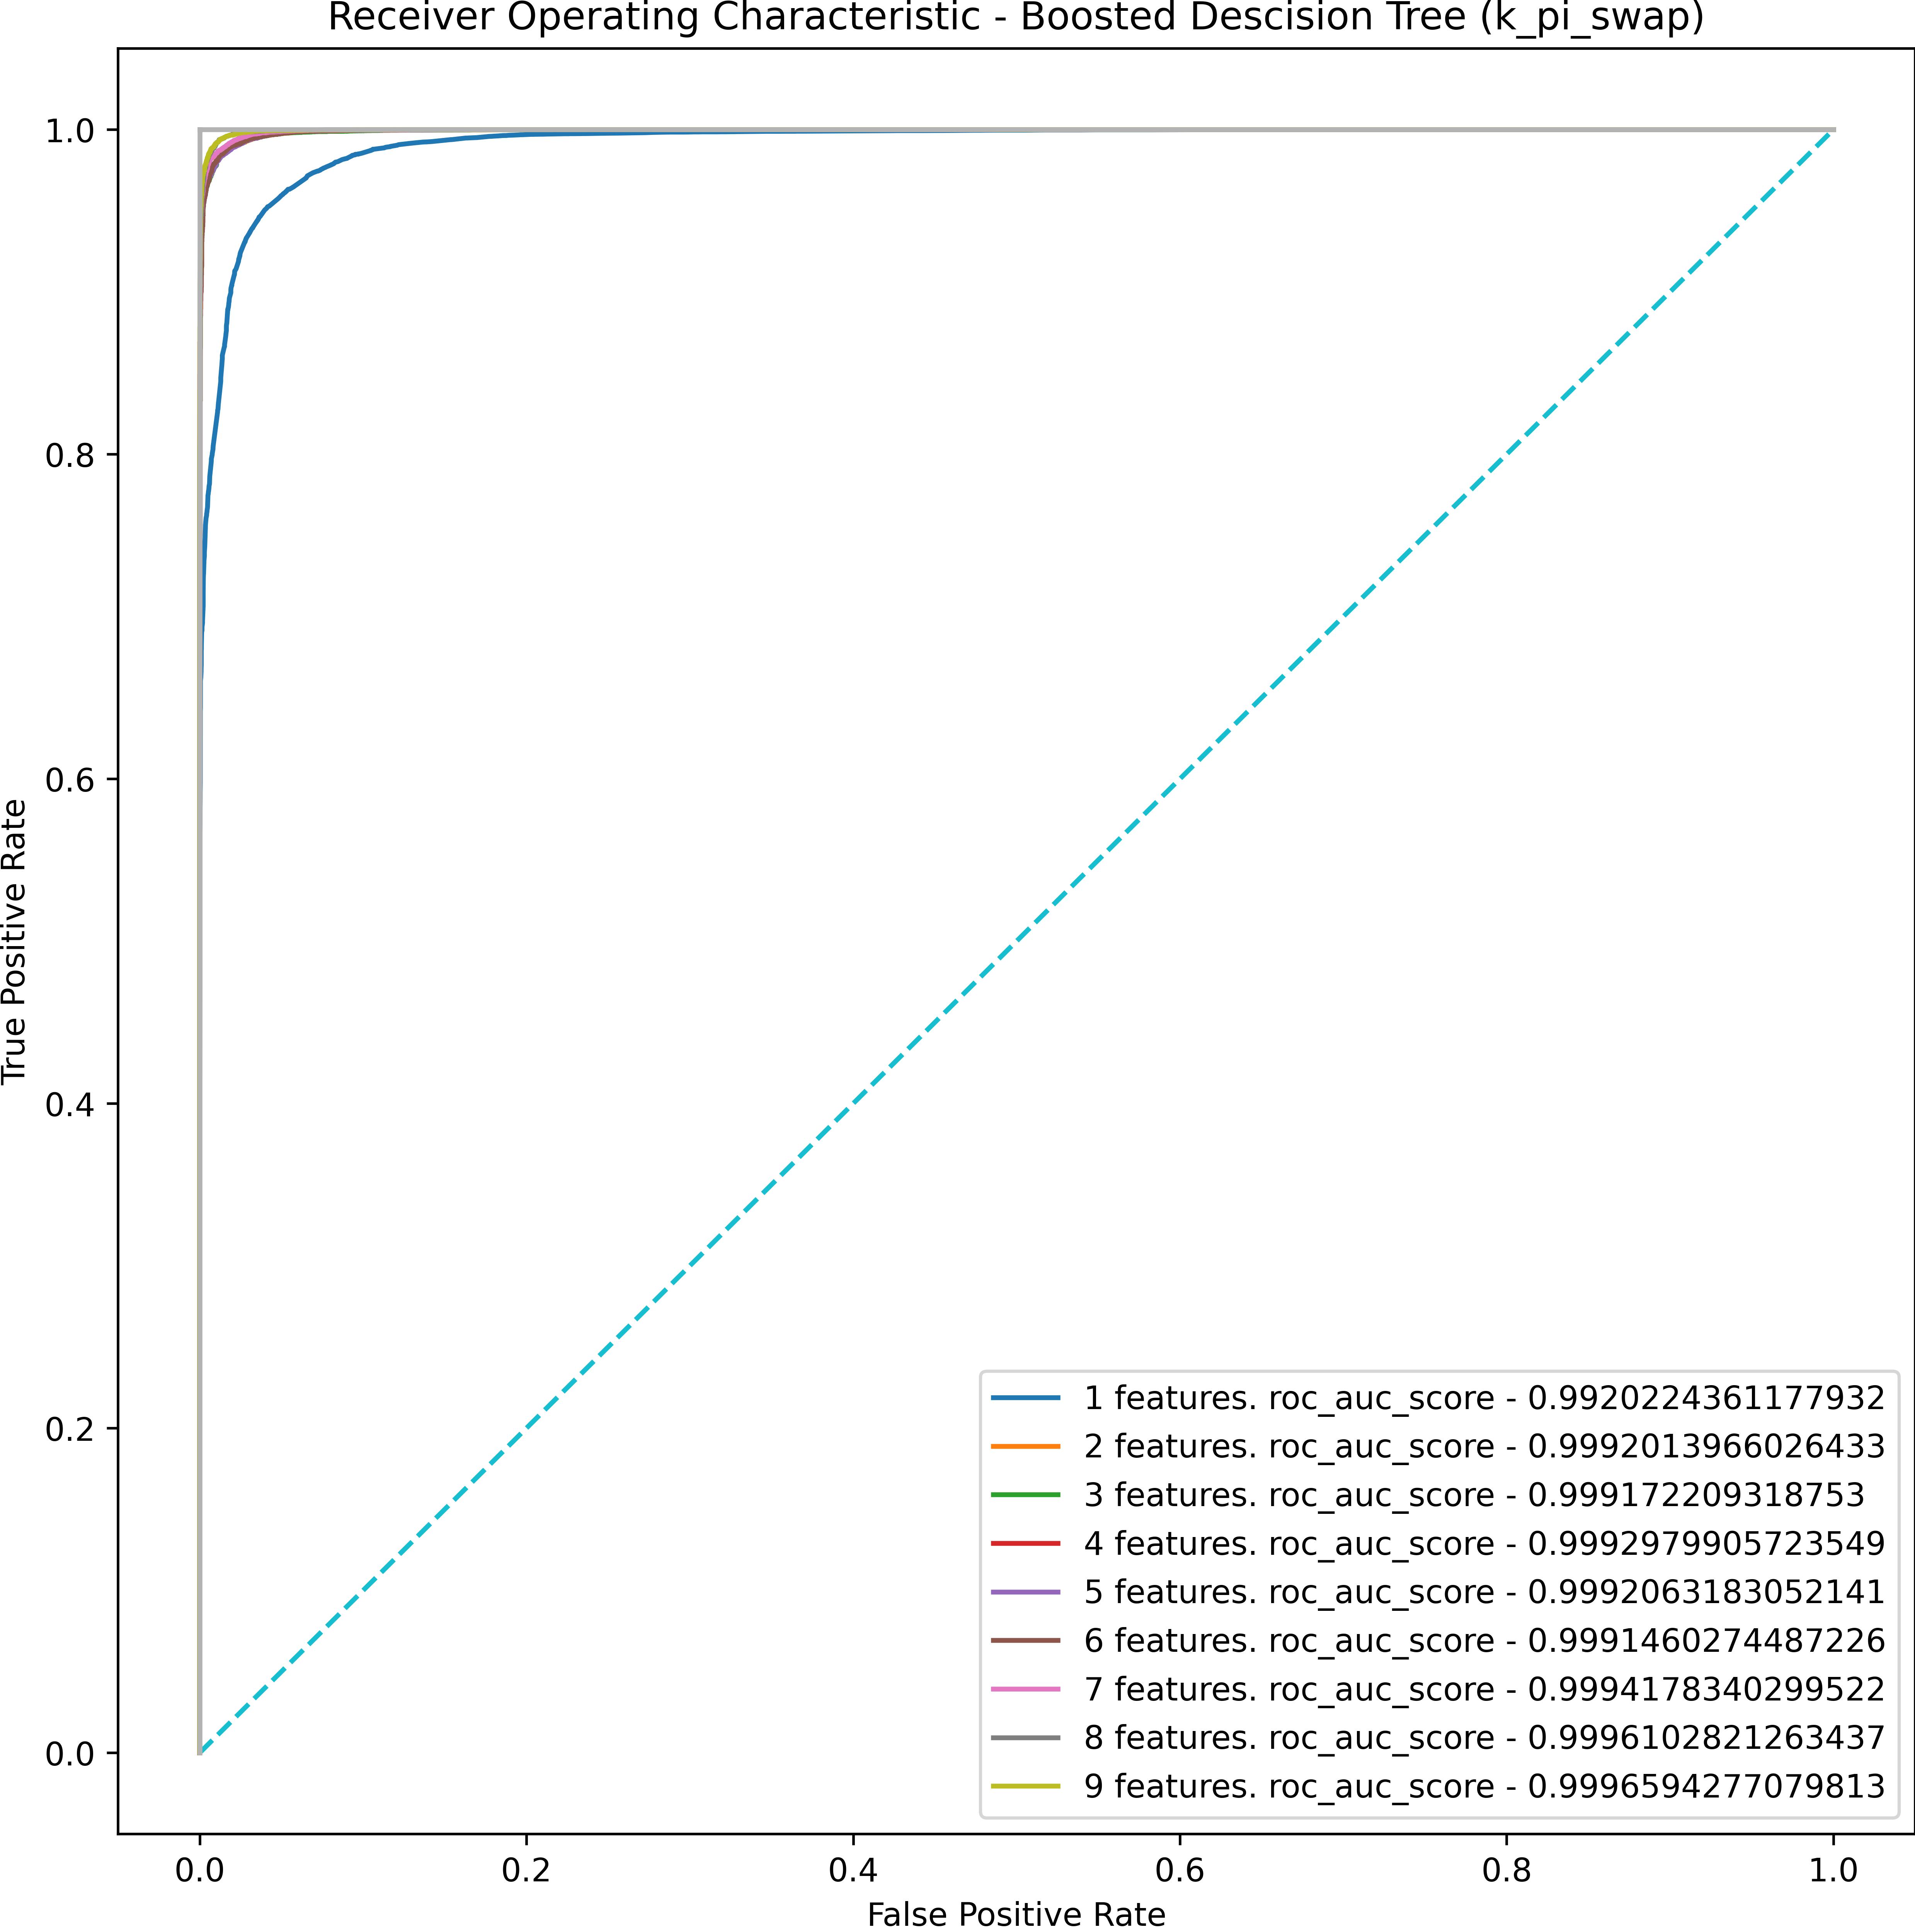 Receiver Operating Characteristic - Boosted Descision Tree (k_pi_swap)
True Positive Rate
1.0
0.8
0.6
0.4
0.2
0.0
1 features. roc_auc_score - 0.9920224361177932
2 features. roc_auc_score - 0.9992013966026433
3 features. roc_auc_score - 0.999172209318753
4 features. roc_auc_score - 0.9992979905723549
5 features. roc_auc_score - 0.9992063183052141
6 features. roc_auc_score - 0.9991460274487226
7 features. roc_auc_score - 0.9994178340299522
8 features. roc_auc_score - 0.9996102821263437
9 features. roc_auc_score - 0.9996594277079813
0.0 0.2 0.4 0.6 0.8 1.0
False Positive Rate